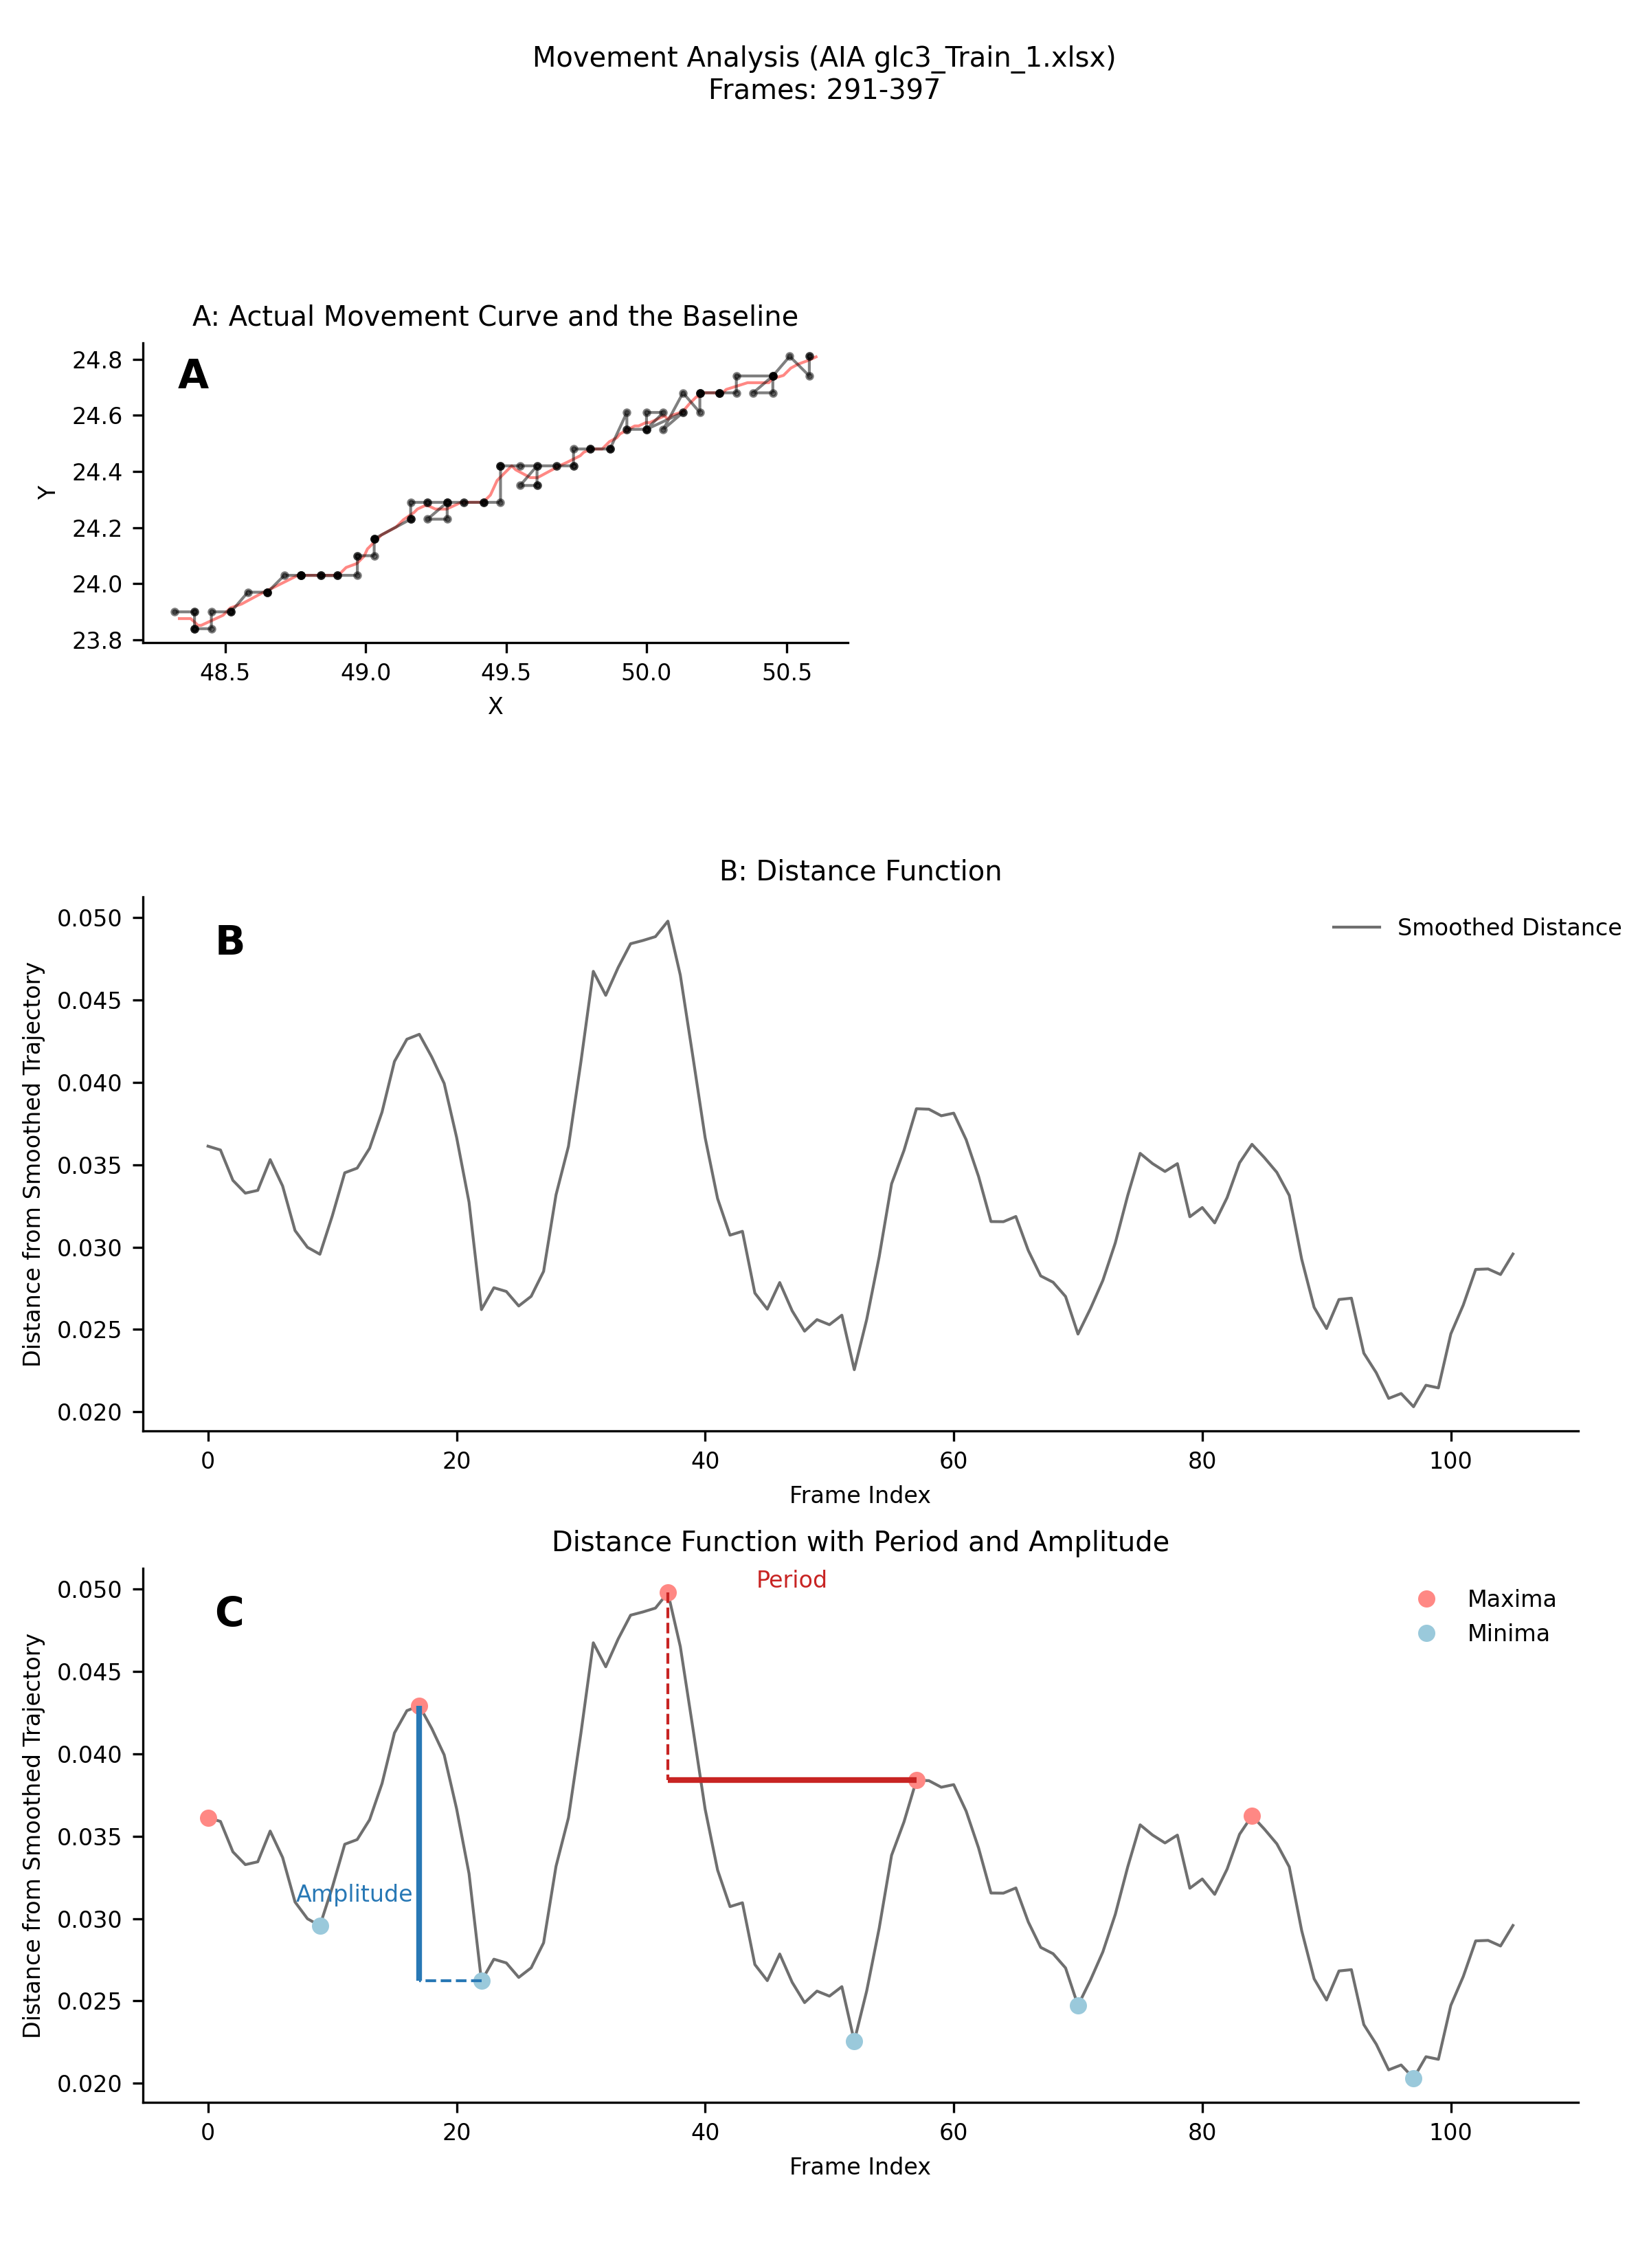 Movement Analysis (AIA glc3_Train_1.xlsx)
Frames: 291-397
A: Actual Movement Curve and the Baseline
A
24.8
24.6
24.4
24.2
24.0
23.8
Y
48.5 49.0 49.5 50.0 50.5
X
B: Distance Function
B
Smoothed Distance
0.050
0.045
0.040
0.035
0.030
0.025
0.020
Distance from Smoothed Trajectory
0 20 40 60 80 100
Frame Index
Distance Function with Period and Amplitude
C
Period
Amplitude
Maxima
Minima
0.050
0.045
0.040
0.035
0.030
0.025
0.020
Distance from Smoothed Trajectory
0 20 40 60 80 100
Frame Index